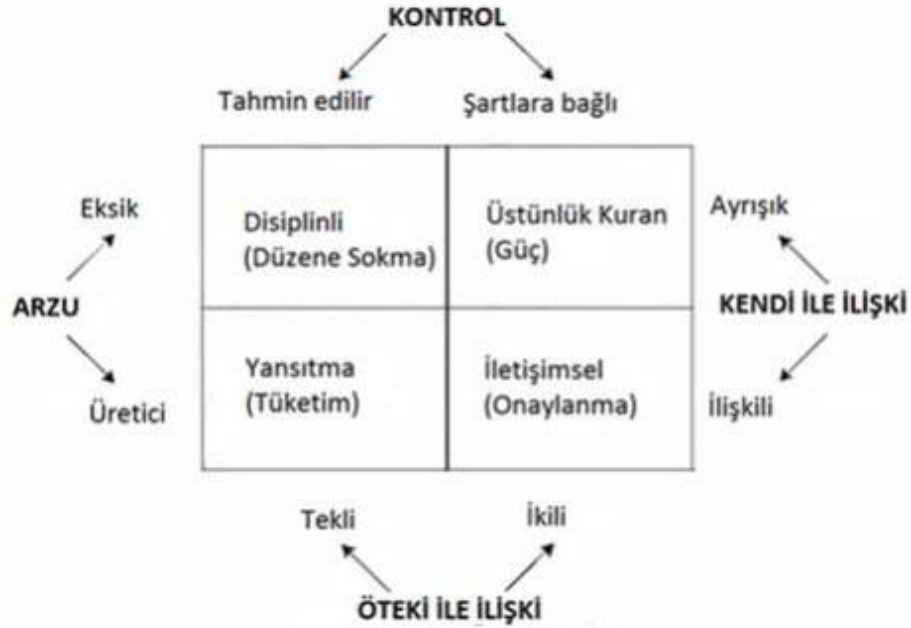 KONTROL
Tahmin edilir
Şartlara bağlı
Eksik
Disiplinli
(Düzene Sokma)
Üstünlük Kuran
(Güç)
Ayrışık
ARZU
KENDİ İLE İLİŞKİ
Yansıtma
(Tüketim)
İletişimsel
(Onaylanma)
Üretici
İlişkili
Tekli
İkili
ÖTEKİ İLE İLİŞKİ